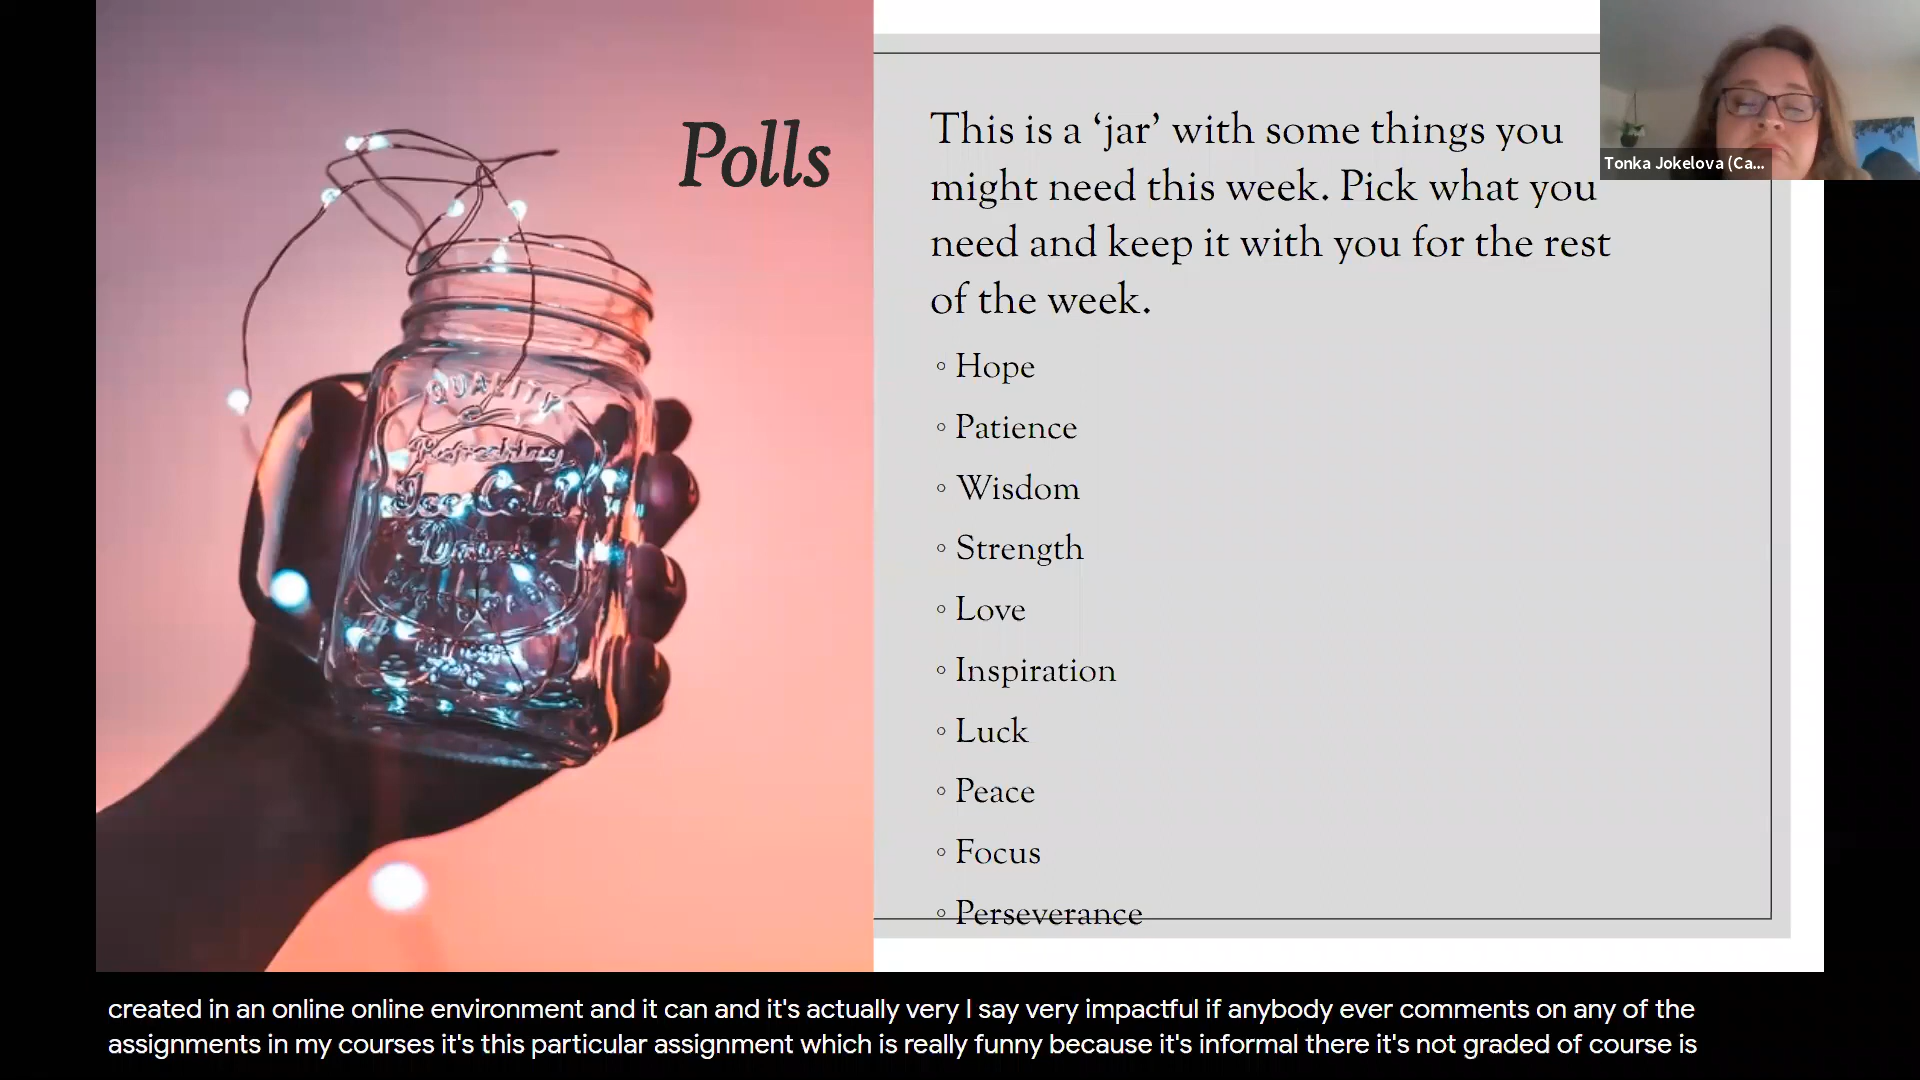 Polls
This is a ‘jar’ with some things you
might need this week. Pick what you
need and keep it with you for the rest
of the week.
◦ Hope
◦ Patience
◦ Wisdom
◦ Strength
◦ Love
◦ Inspiration
◦ Luck
◦ Peace
◦ Focus
◦ Perseverance
Tonka Jokelova (Ca...
QUALITY
Refreshing
Ice Cold
created in an online online environment and it can and it's actually very I say very impactful if anybody ever comments on any of the
assignments in my courses it's this particular assignment which is really funny because it's informal there it's not graded of course is